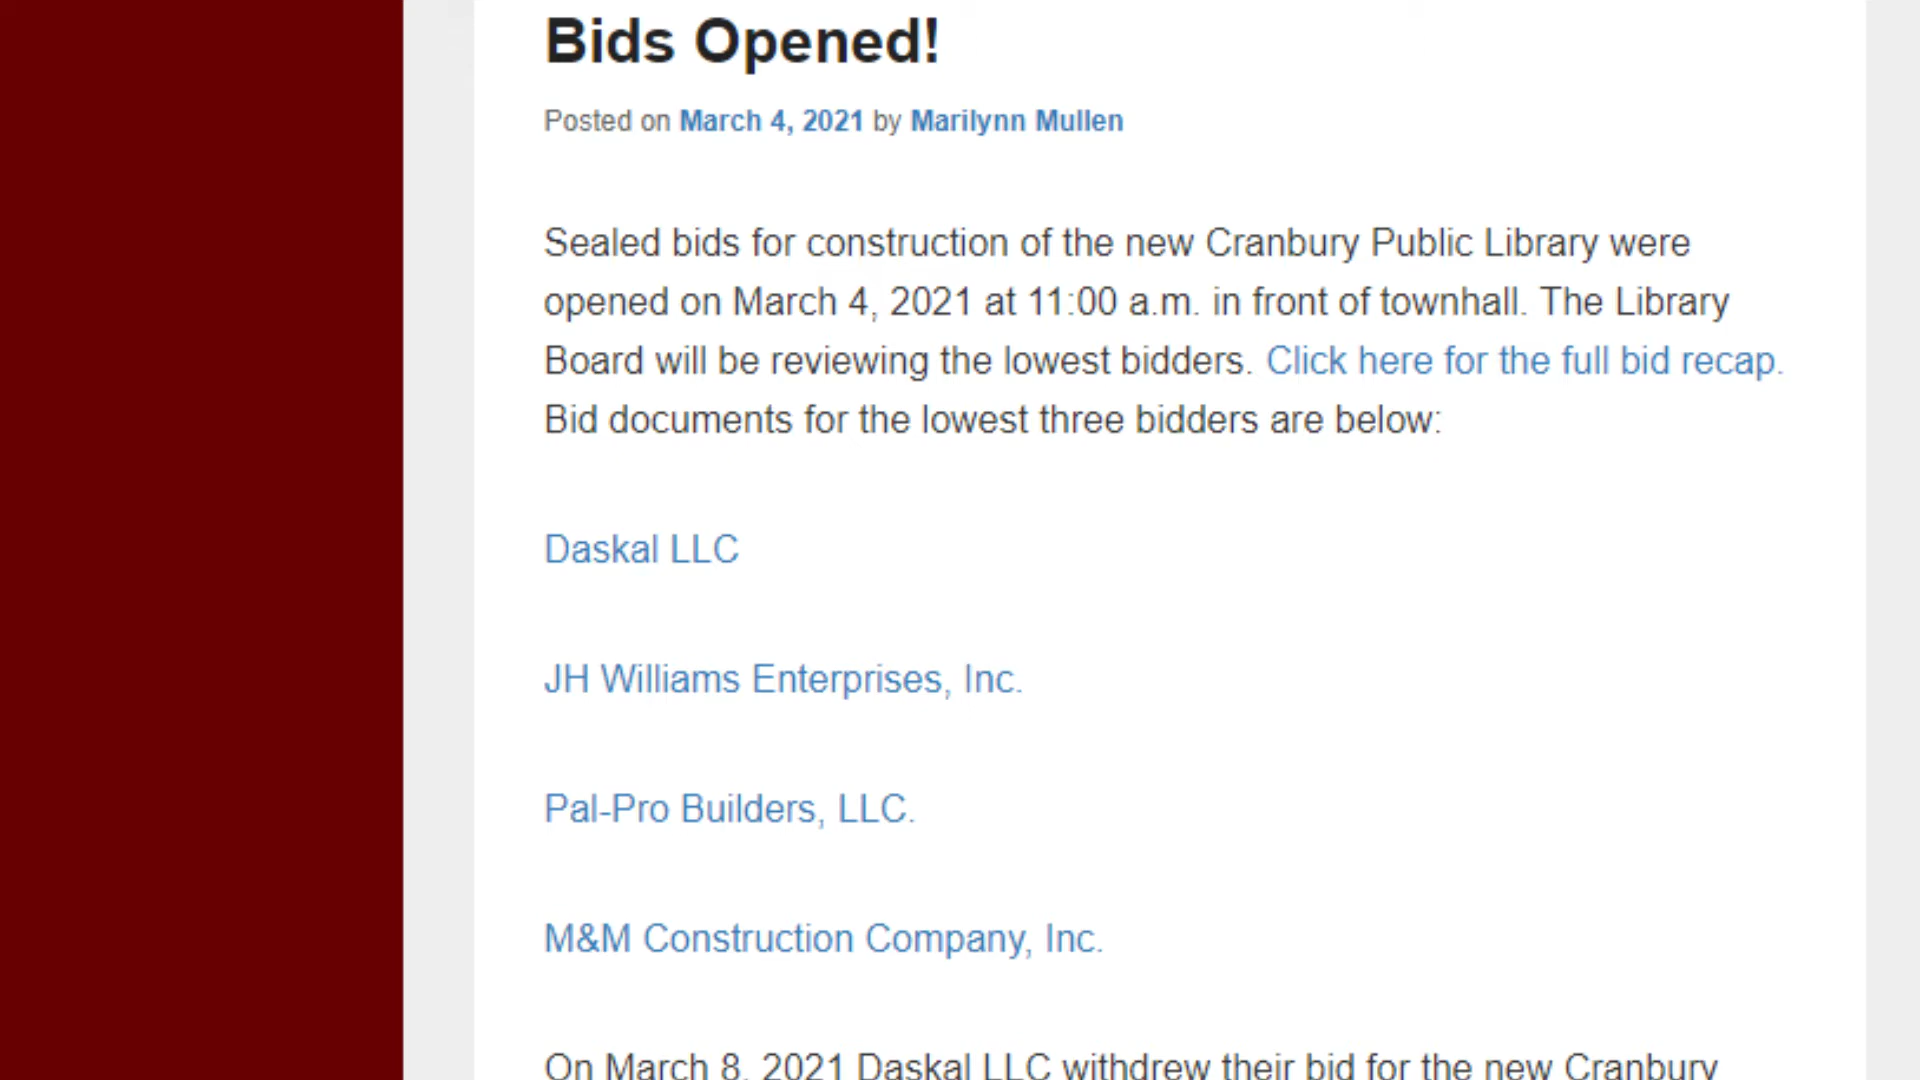 Bids Opened!
Posted on March 4, 2021 by Marilynn Mullen
Sealed bids for construction of the new Cranbury Public Library were
opened on March 4, 2021 at 11:00 a.m. in front of townhall. The Library
Board will be reviewing the lowest bidders. Click here for the full bid recap.
Bid documents for the lowest three bidders are below:
Daskal LLC
JH Williams Enterprises, Inc.
Pal-Pro Builders, LLC.
M&M Construction Company, Inc.
On March 8, 2021 Daskal LLC withdrew their bid for the new Cranbury